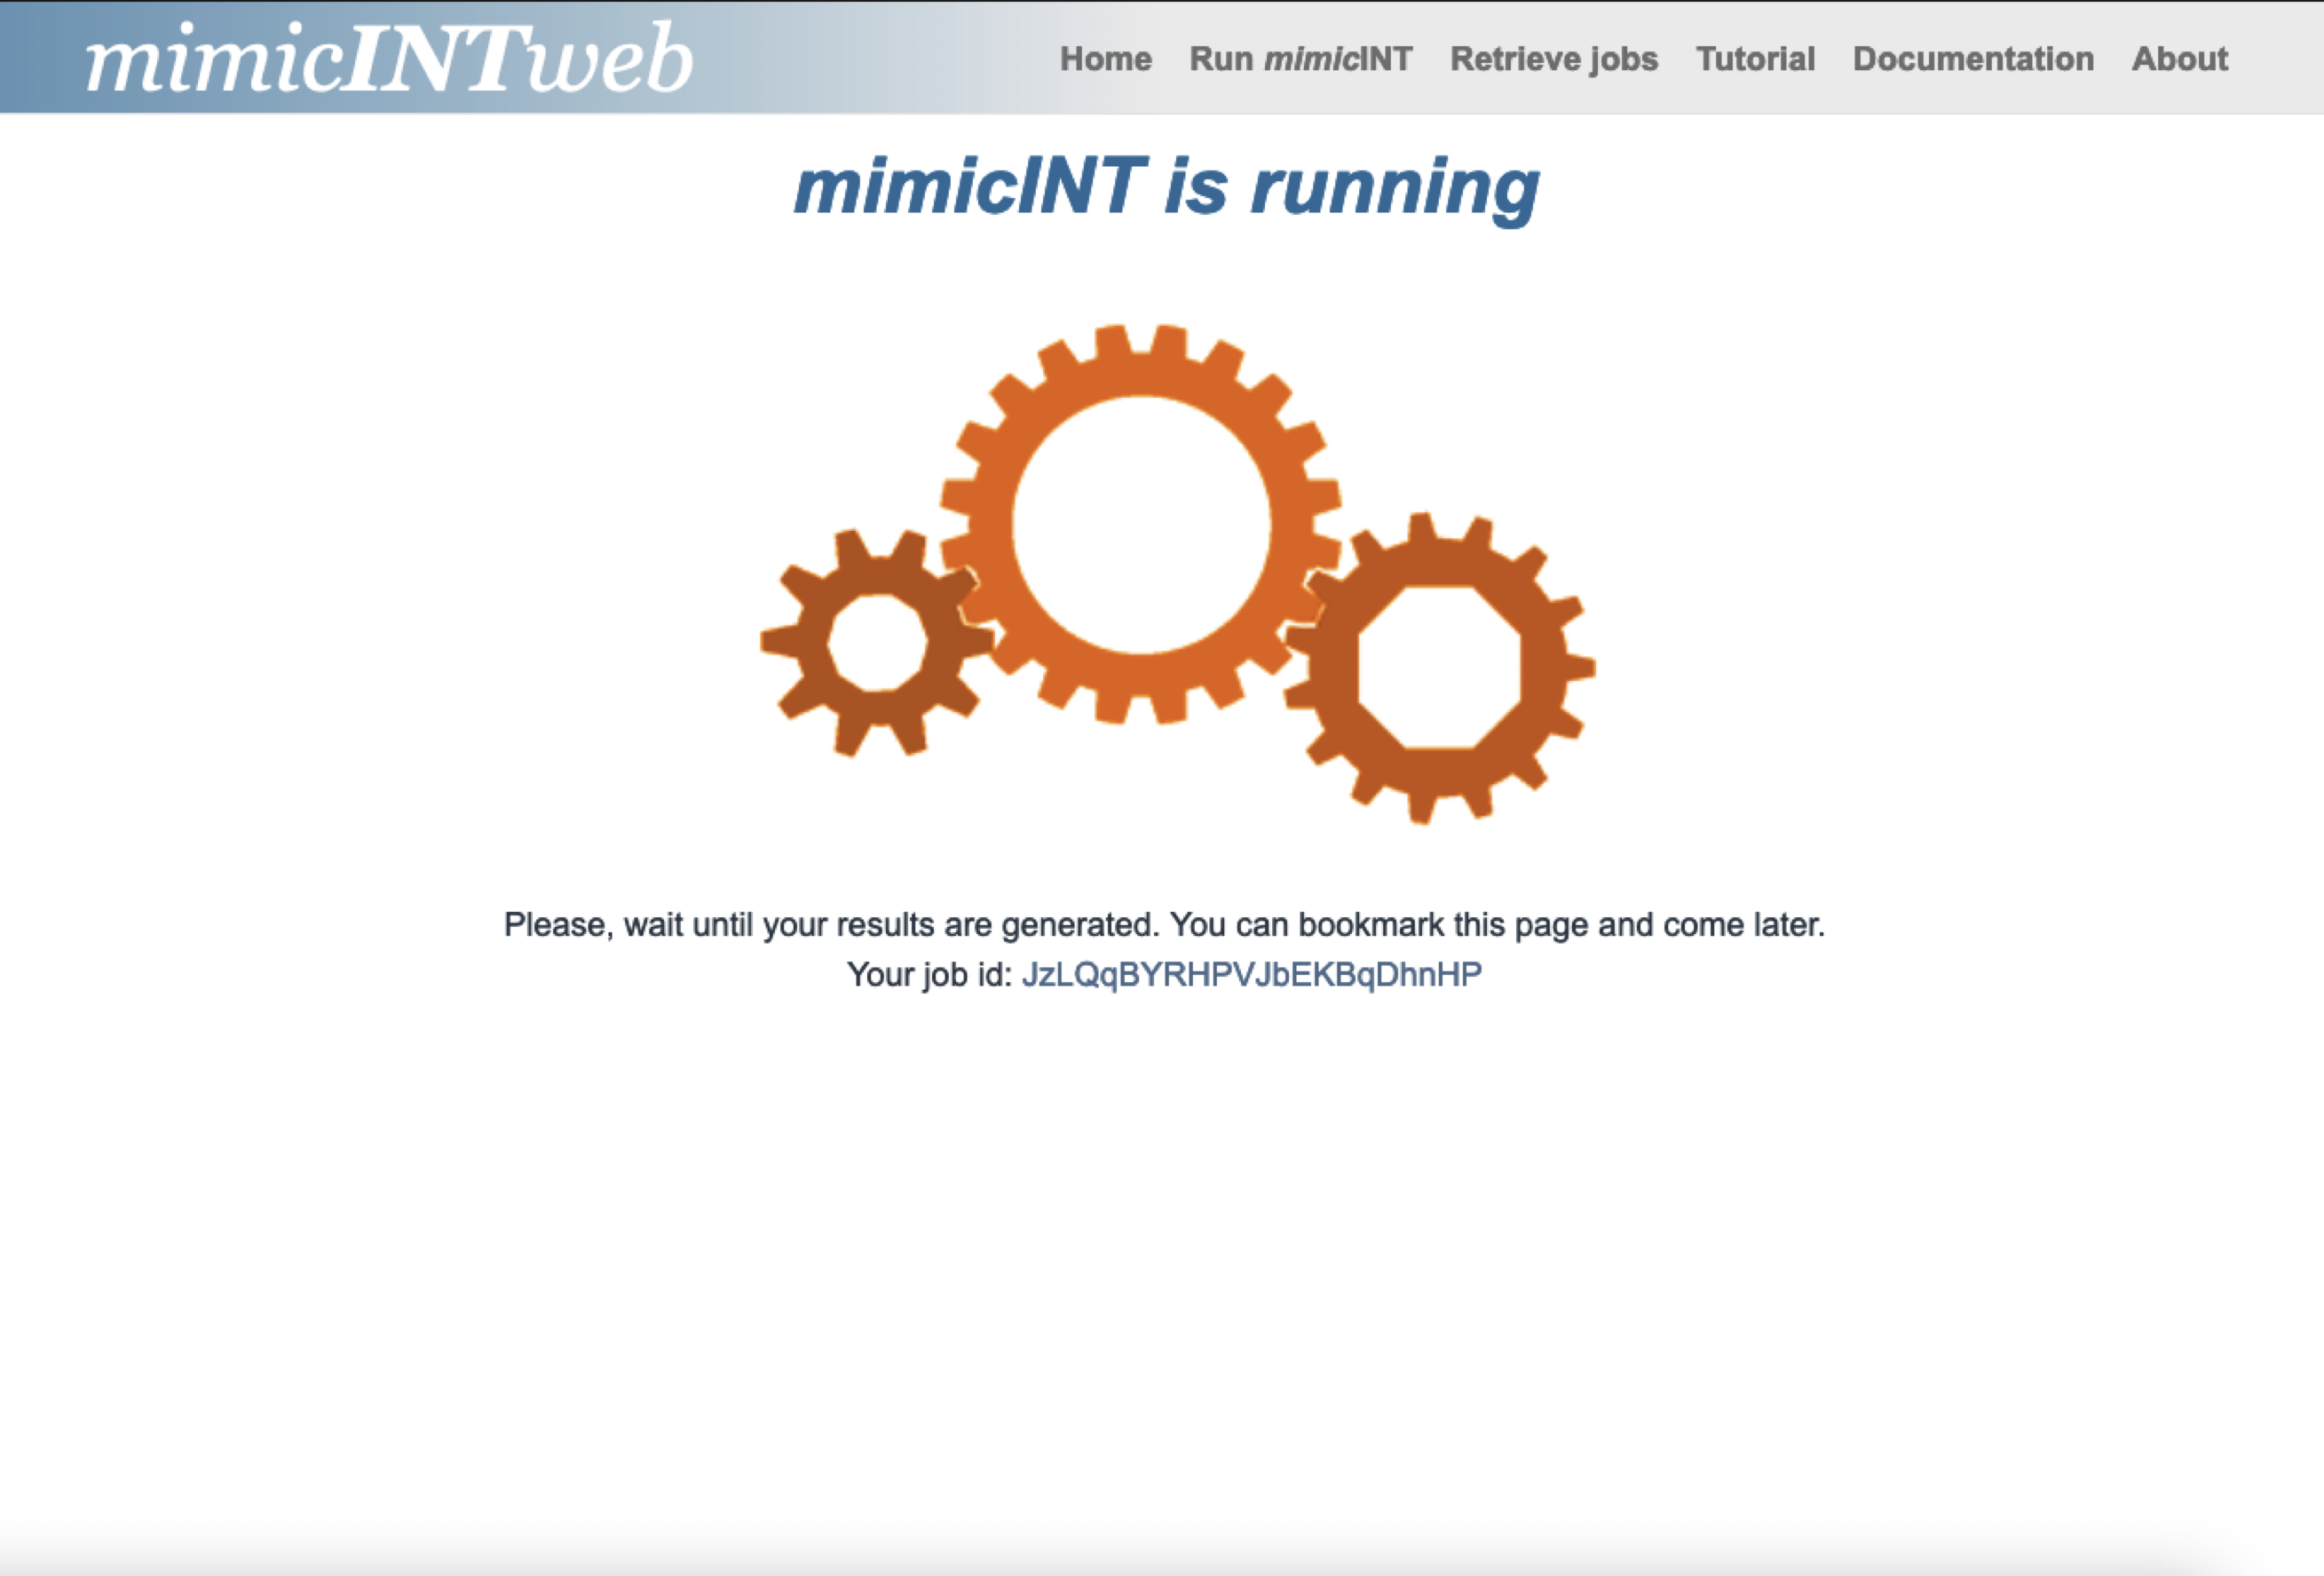 mimicINTweb
Home Run mimicINT Retrieve jobs Tutorial Documentation About
mimicINT is running
Please, wait until your results are generated. You can bookmark this page and come later.
Your job id: JzLQqBYRHPVJbEKBqDhnHP